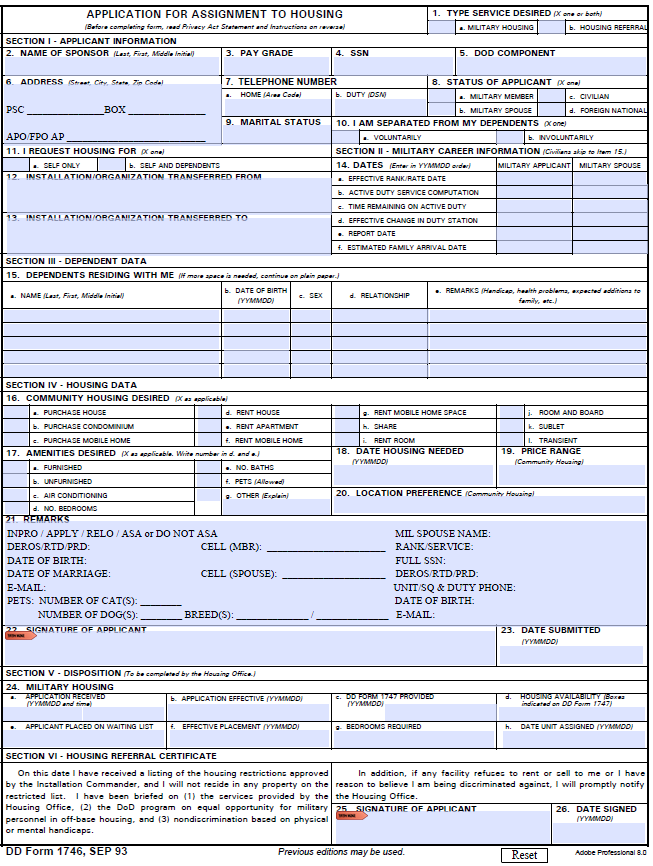 APPLICATION FOR ASSIGNMENT TO HOUSING
(Before completing form, read Privacy Act Statement and Instructions on reverse)
1. TYPE SERVICE DESIRED (X one or both)
a. MILITARY HOUSING
b. HOUSING REFERRAL
SECTION I - APPLICANT INFORMATION
2. NAME OF SPONSOR (Last, First, Middle Initial)
3. PAY GRADE
4. SSN
5. DOD COMPONENT
6. ADDRESS (Street, City, State, Zip Code)
PSC _______________BOX _______________
APO/FPO AP ___________________________
7. TELEPHONE NUMBER
a. HOME (Area Code)
b. DUTY (DSN)
8. STATUS OF APPLICANT (X one)
a. MILITARY MEMBER
c. CIVILIAN
b. MILITARY SPOUSE
d. FOREIGN NATIONAL
9. MARITAL STATUS
10. I AM SEPARATED FROM MY DEPENDENTS (X one)
a. VOLUNTARILY
b. INVOLUNTARILY
11. I REQUEST HOUSING FOR (X one)
a. SELF ONLY
b. SELF AND DEPENDENTS
12. INSTALLATION/ORGANIZATION TRANSFERRED FROM
13. INSTALLATION/ORGANIZATION TRANSFERRED TO
SECTION II - MILITARY CAREER INFORMATION (Civilians skip to Item 15.)
14. DATES (Enter in YYMMDD order)
MILITARY APPLICANT
MILITARY SPOUSE
a. EFFECTIVE RANK/RATE DATE
b. ACTIVE DUTY SERVICE COMPUTATION
c. TIME REMAINING ON ACTIVE DUTY
d. EFFECTIVE CHANGE IN DUTY STATION
e. REPORT DATE
f. ESTIMATED FAMILY ARRIVAL DATE
SECTION III - DEPENDENT DATA
15. DEPENDENTS RESIDING WITH ME (If more space is needed, continue on plain paper.)
a. NAME (Last, First, Middle Initial)
b. DATE OF BIRTH
(YYMMDD)
c. SEX
d. RELATIONSHIP
e. REMARKS (Handicap, health problems, expected additions to
family, etc.)
SECTION IV - HOUSING DATA
16. COMMUNITY HOUSING DESIRED (X as applicable)
a. PURCHASE HOUSE
d. RENT HOUSE
g. RENT MOBILE HOME SPACE
j. ROOM AND BOARD
b. PURCHASE CONDOMINIUM
e. RENT APARTMENT
h. SHARE
k. SUBLET
c. PURCHASE MOBILE HOME
f. RENT MOBILE HOME
i. RENT ROOM
l. TRANSIENT
17. AMENITIES DESIRED (X as applicable. Write number in d. and e.)
a. FURNISHED
e. NO. BATHS
b. UNFURNISHED
f. PETS (Allowed)
c. AIR CONDITIONING
g. OTHER (Explain)
d. NO. BEDROOMS
18. DATE HOUSING NEEDED
(YYMMDD)
19. PRICE RANGE
(Community Housing)
20. LOCATION PREFERENCE (Community Housing)
21. REMARKS
INPRO / APPLY / RELO / ASA or DO NOT ASA
MIL SPOUSE NAME:
DEROS/RTD/PRD:
CELL (MBR): _______________________
RANK/SERVICE:
DATE OF BIRTH:
FULL SSN:
DATE OF MARRIAGE:
CELL (SPOUSE): ____________________
DEROS/RTD/PRD:
E-MAIL:
UNIT/SQ & DUTY PHONE:
PETS: NUMBER OF CAT(S): ________
DATE OF BIRTH:
NUMBER OF DOG(S): ________ BREED(S): ______________ / ______________
E-MAIL:
22. SIGNATURE OF APPLICANT
23. DATE SUBMITTED
(YYMMDD)
SECTION V - DISPOSITION (To be completed by the Housing Office.)
24. MILITARY HOUSING
a. APPLICATION RECEIVED
(YYMMDD and time)
b. APPLICATION EFFECTIVE (YYMMDD)
c. DD FORM 1747 PROVIDED
(YYMMDD)
d. HOUSING AVAILABILITY (Boxes
indicated on DD Form 1747)
e. APPLICANT PLACED ON WAITING LIST
f. EFFECTIVE PLACEMENT (YYMMDD)
g. BEDROOMS REQUIRED
h. DATE UNIT ASSIGNED (YYMMDD)
SECTION VI - HOUSING REFERRAL CERTIFICATE
On this date I have received a listing of the housing restrictions approved
by the Installation Commander, and I will not reside in any property on the
restricted list. I have been briefed on (1) the services provided by the
Housing Office, (2) the DoD program on equal opportunity for military
personnel in off-base housing, and (3) nondiscrimination based on physical
or mental handicaps.
In addition, if any facility refuses to rent or sell to me or I have
reason to believe I am being discriminated against, I will promptly notify
the Housing Office.
25. SIGNATURE OF APPLICANT
26. DATE SIGNED
(YYMMDD)
DD Form 1746, SEP 93
Previous editions may be used.
Reset
Adobe Professional 8.0